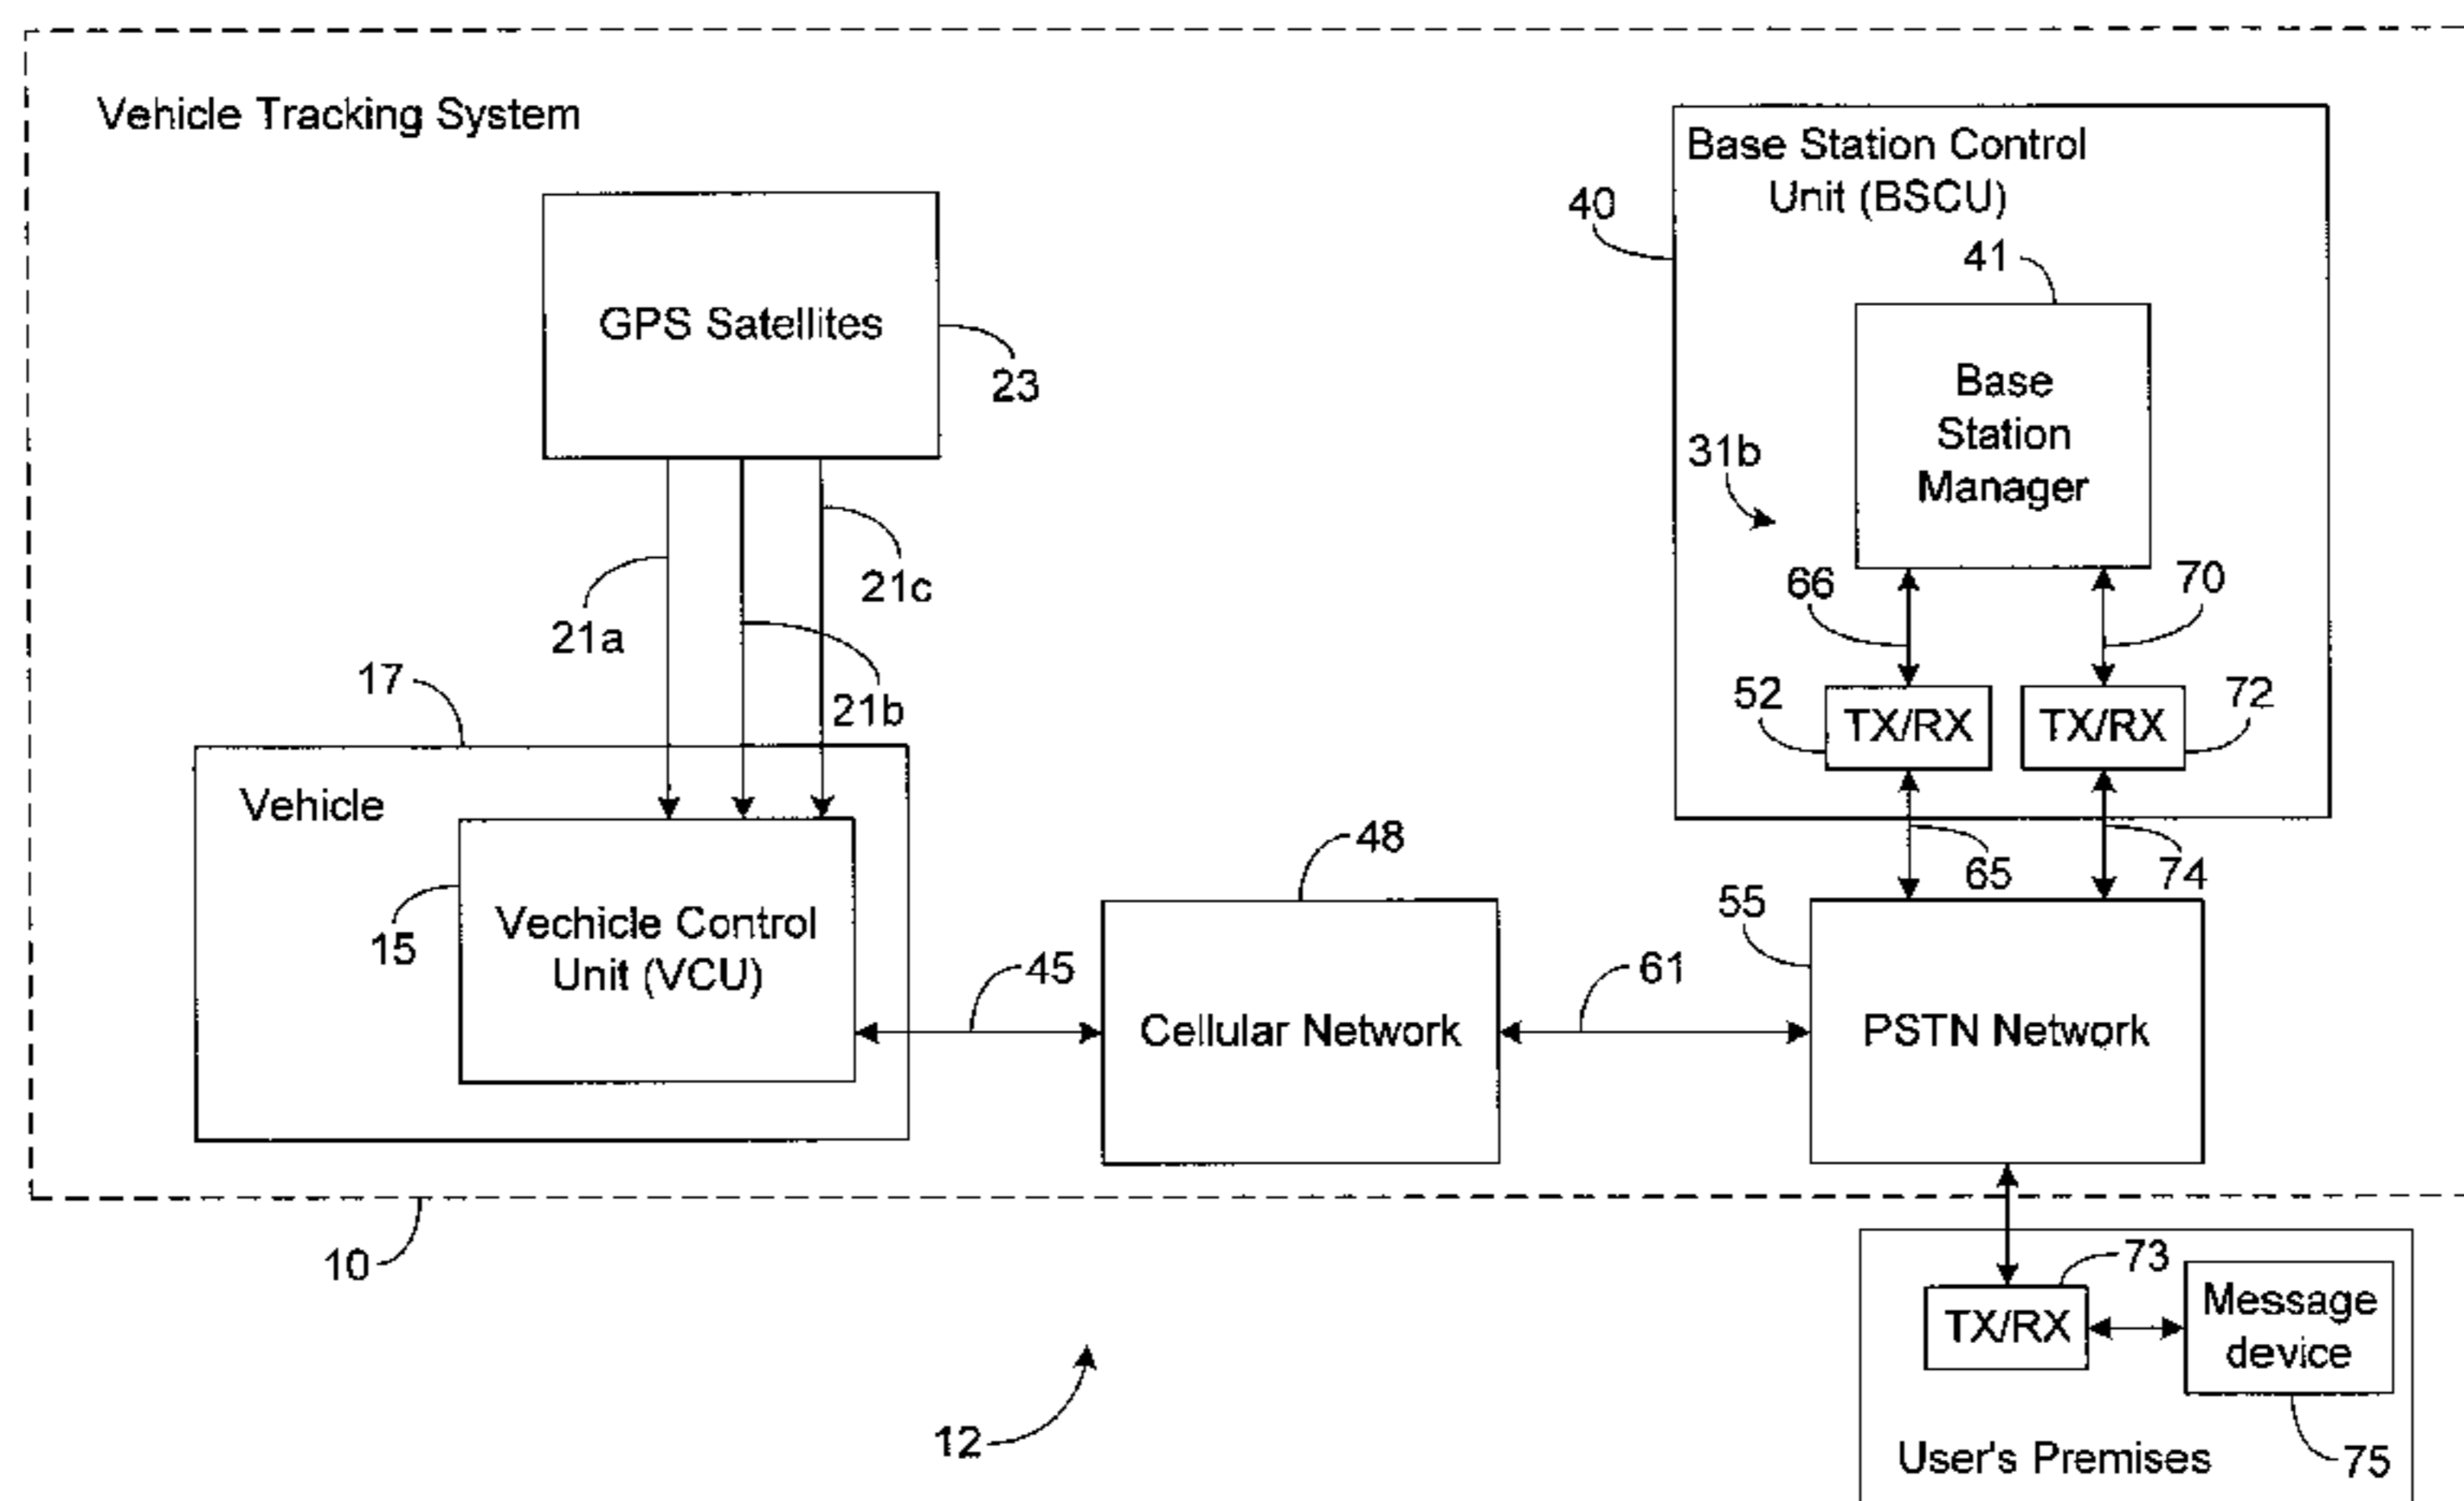 Vehicle Tracking System
Base Station Control
Unit (BSCU)
40
41
GPS Satellites
23
Base
Station
Manager
31b
21a
21c
21b
66
70
17
52
TX/RX
TX/RX
72
Vehicle
15
Vechicle Control
Unit (VCU)
45
48
Cellular Network
61
65
74
55
PSTN Network
10
73
TX/RX
Message
device
12
User's Premises
75